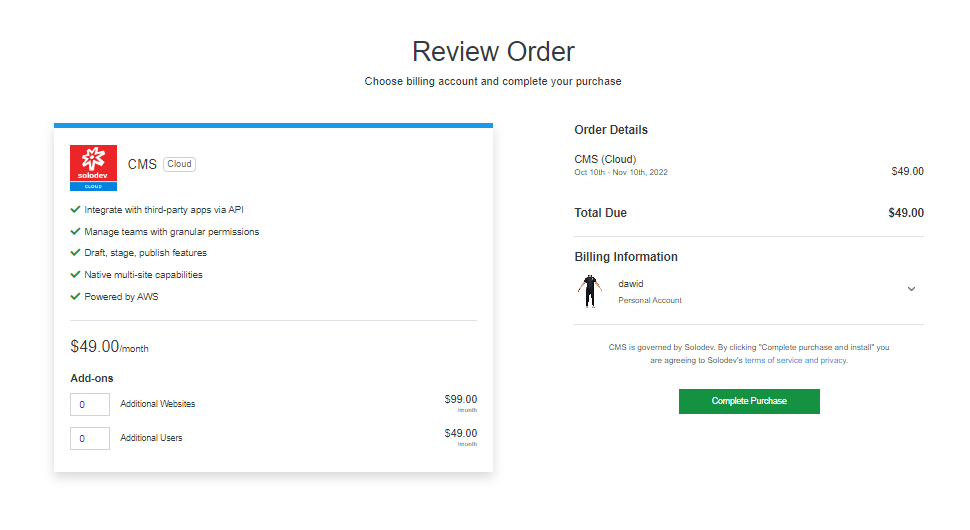 Review Order
Choose billing account and complete your purchase
solodev
CLOUD
CMS Cloud
Integrate with third-party apps via API
Manage teams with granular permissions
Draft, stage, publish features
Native multi-site capabilities
Powered by AWS
$49.00/month
Add-ons
0 Additional Websites $99.00
/month
0 Additional Users $49.00
/month
Order Details
CMS (Cloud)
Oct 10th - Nov 10th, 2022 $49.00
Total Due $49.00
Billing Information
dawid
Personal Account
CMS is governed by Solodev. By clicking "Complete purchase and install" you
are agreeing to Solodev's terms of service and privacy.
Complete Purchase